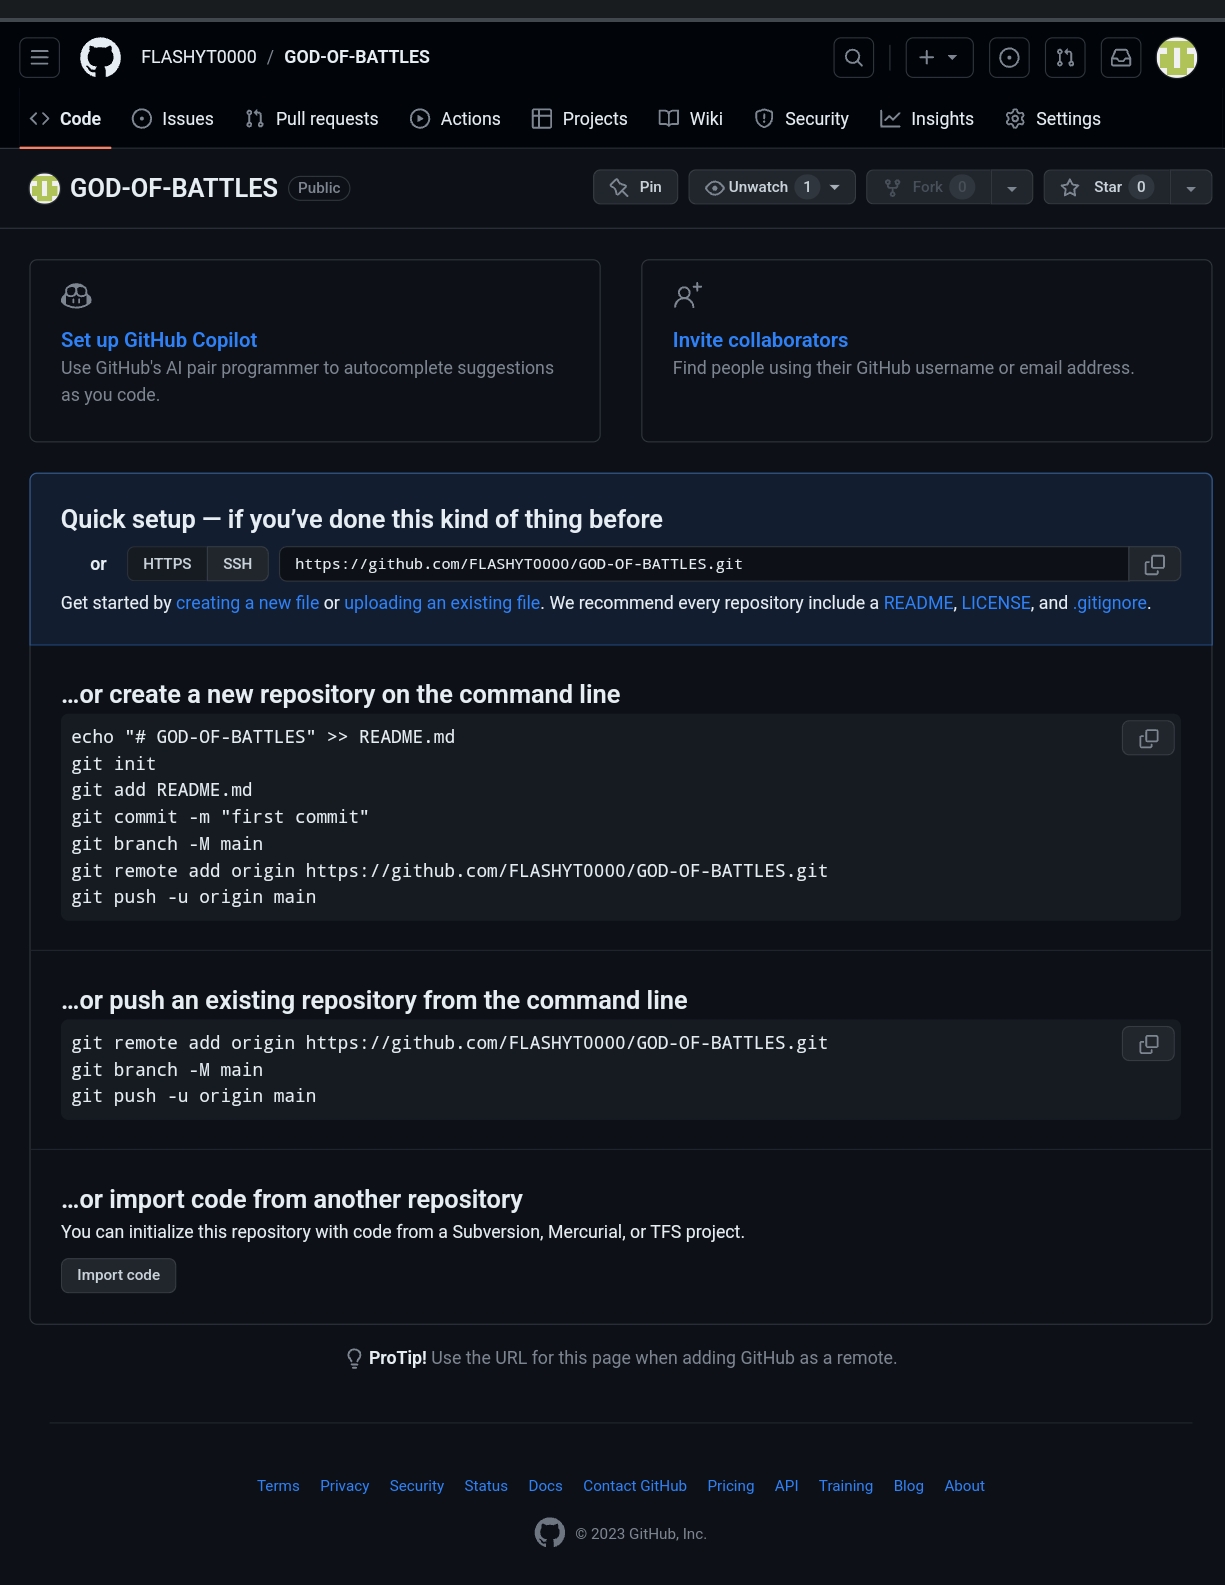 FLASHYT0000 / GOD-OF-BATTLES
Code Issues Pull requests Actions Projects Wiki Security Insights Settings
GOD-OF-BATTLES Public Pin Unwatch 1 Fork 0 Star 0
Set up GitHub Copilot
Use GitHub's AI pair programmer to autocomplete suggestions
as you code.
Invite collaborators
Find people using their GitHub username or email address.
Quick setup — if you’ve done this kind of thing before
or HTTPS SSH https://github.com/FLASHYT0000/GOD-OF-BATTLES.git
Get started by creating a new file or uploading an existing file. We recommend every repository include a README, LICENSE, and .gitignore.
…or create a new repository on the command line
echo "# GOD-OF-BATTLES" >> README.md
git init
git add README.md
git commit -m "first commit"
git branch -M main
git remote add origin https://github.com/FLASHYT0000/GOD-OF-BATTLES.git
git push -u origin main
…or push an existing repository from the command line
git remote add origin https://github.com/FLASHYT0000/GOD-OF-BATTLES.git
git branch -M main
git push -u origin main
…or import code from another repository
You can initialize this repository with code from a Subversion, Mercurial, or TFS project.
Import code
ProTip! Use the URL for this page when adding GitHub as a remote.
Terms Privacy Security Status Docs Contact GitHub Pricing API Training Blog About
© 2023 GitHub, Inc.